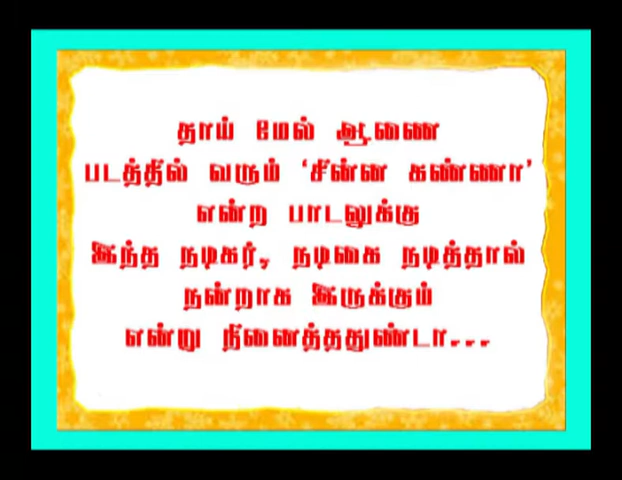 தாய் மேல் ஆணை
படத்தில் வரும் ‘சின்ன கண்ணா’
என்ற பாடலுக்கு
இந்த நடிகர், நடிகை நடித்தால்
நன்றாக இருக்கும்
என்று நினைத்ததுண்டா...